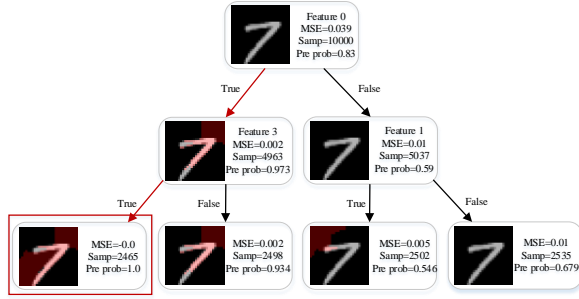 Feature 0
MSE=0.039
Samp=10000
Pre prob=0.83
True
False
Feature 3
MSE=0.002
Samp=4963
Pre prob=0.973
Feature 1
MSE=0.01
Samp=5037
Pre prob=0.59
True
False
True
False
MSE=-0.0
Samp=2465
Pre prob=1.0
MSE=0.002
Samp=2498
Pre prob=0.934
MSE=0.005
Samp=2502
Pre prob=0.546
MSE=0.01
Samp=2535
Pre prob=0.679